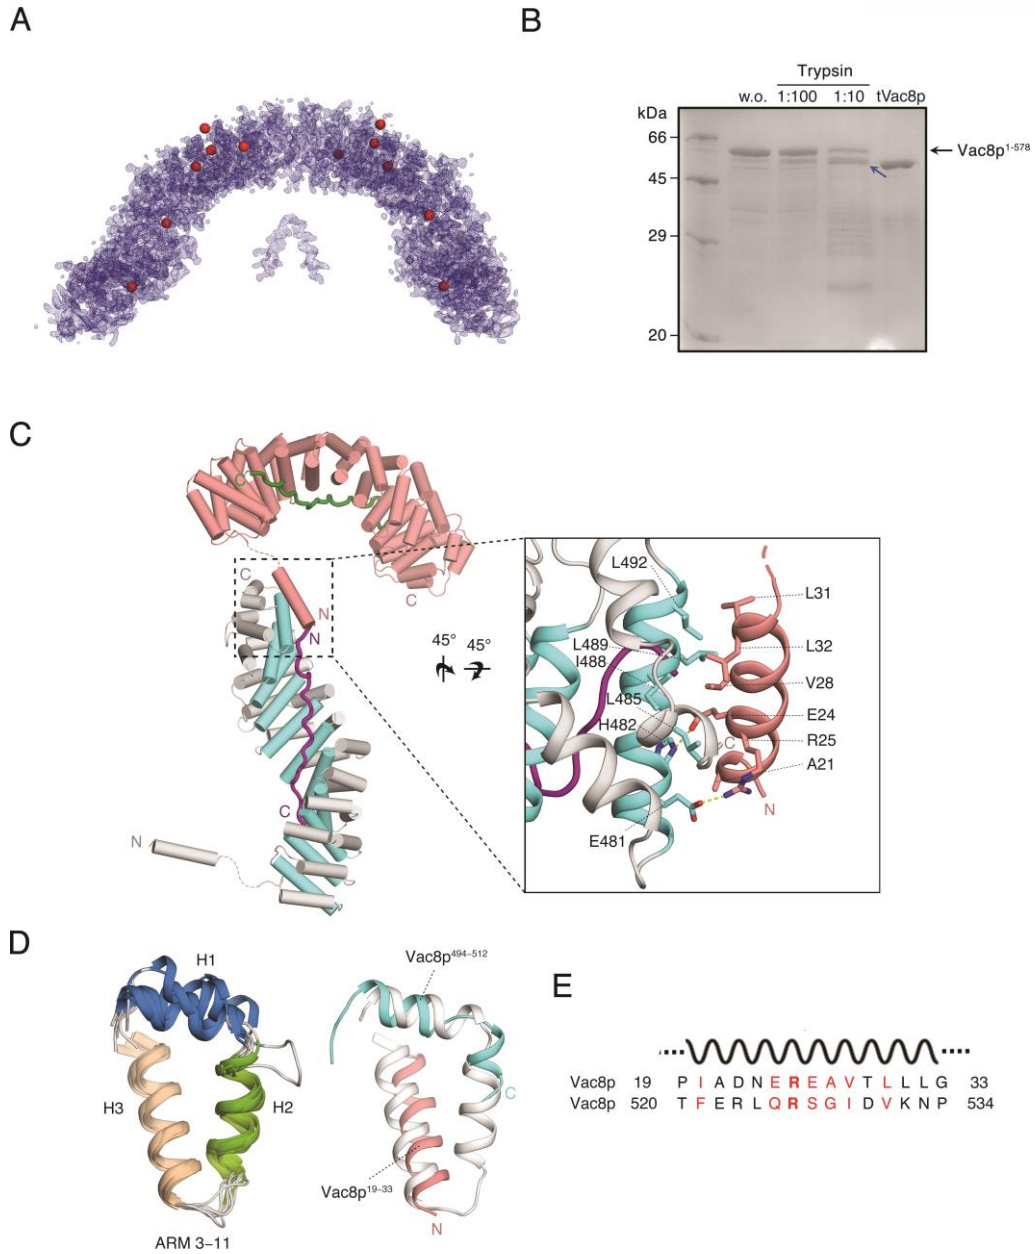 A
B
Trypsin
w.o. 1:100 1:10 tVac8p
kDa
66
45
29
20
Vac8p1-578
C
C
C
C
N
N
C
N
45° 45°
L492
L489
I488
L485
H482
E481
L31
L32
V28
E24
R25
A21
C
N
D
H1
H3
H2
ARM 3–11
Vac8p494–512
C
Vac8p19–33
N
E
Vac8p 19 P I A D N E R E A V T L L L G 33
Vac8p 520 T F E R L Q R S G I D V K N P 534